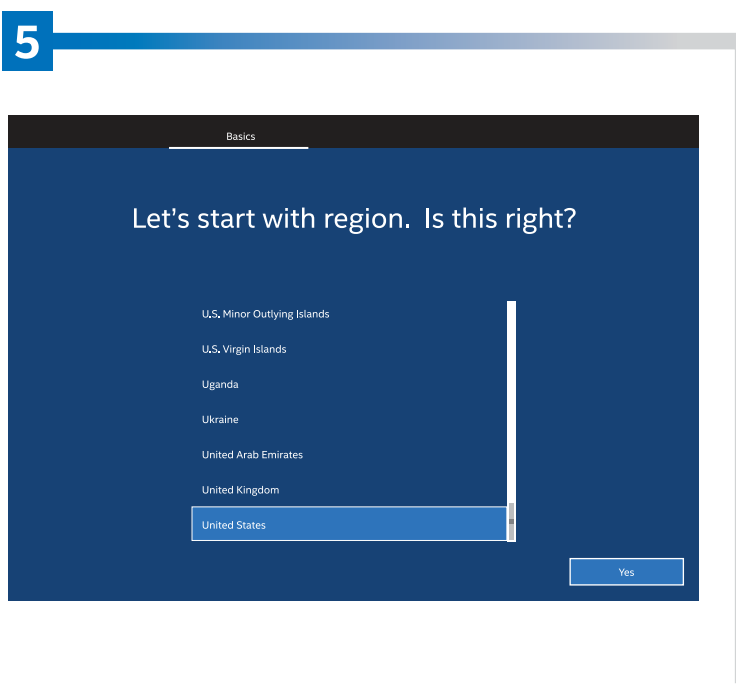 5
Basics
Let's start with region.  Is this right?
U.S. Minor Outlying Islands
U.S. Virgin Islands
Uganda
Ukraine
United Arab Emirates
United Kingdom
United States
Yes